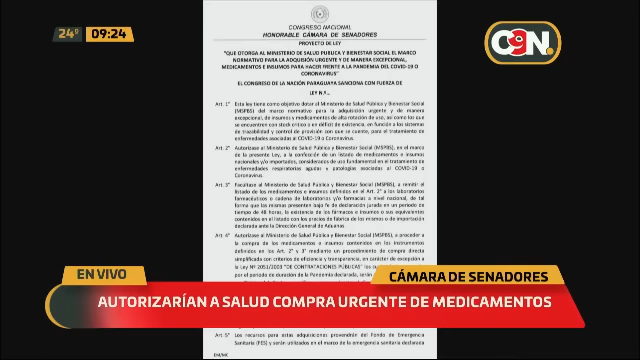 24°
09:24
C9N.
CONGRESO NACIONAL
HONORABLE CÁMARA DE SENADORES
PROYECTO DE LEY
"QUE OTORGA AL MINISTERIO DE SALUD PUBLICA Y BIENESTAR SOCIAL EL MARCO
NORMATIVO PARA LA ADQUISIÓN URGENTE Y DE MANERA EXCEPCIONAL,
MEDICAMENTOS E INSUMOS PARA HACER FRENTE A LA PANDEMIA DEL COVID-19 O
CORONAVIRUS"
EL CONGRESO DE LA NACIÓN PARAGUAYA SANCIONA CON FUERZA DE
LEY N.º...
Art. 1° Esta ley tiene como objetivo dotar al Ministerio de Salud Pública y Bienestar Social
(MSPBS) del marco normativo para la adquisición urgente y de manera
excepcional, de insumos y medicamentos de alta rotación de uso, así como los que
se encuentren con stock crítico o en déficit de existencia, en función a los sistemas
de trazabilidad y control de provisión con que se cuente, para el tratamiento de
enfermedades asociadas al COVID-19 o Coronavirus.
Art. 2° Autorízase al Ministerio de Salud Pública y Bienestar Social (MSPBS), en el marco
de la presente Ley, a la confección de un listado de medicamentos e insumos
nacionales y/o importados, considerados de uso fundamental en el tratamiento de
enfermedades respiratorias agudas y patologías asociadas al COVID-19 o
Coronavirus.
Art. 3° Facúltase al Ministerio de Salud Pública y Bienestar Social (MSPBS), a remitir el
listado de los medicamentos e insumos definidos en el Art. 2° a los laboratorios
farmacéuticos o cadena de laboratorios y/o farmacias a nivel nacional, de tal
forma que las mismas presenten bajo fe de declaración jurada en un periodo de
tiempo de 48 horas, la existencia de los fármacos e insumos o sus equivalentes
contenidos en el listado con los precios de fábrica de los mismos o de importación
declarada ante la Dirección General de Aduanas.
Art. 4° Autorízase al Ministerio de Salud Pública y Bienestar Social (MSPBS), a proceder a
la compra de los medicamentos e insumos contenidos en los instrumentos
definidos en los Art. 2° y 3° mediante un procedimiento de compra directa
simplificada con criterios de eficiencia y transparencia, en carácter de excepción a
la Ley Nº 2051/2003 "DE CONTRATACIONES PÚBLICAS" los cu
por el periodo de duración de la Pandemia declarada, será
EN VIVO
CÁMARA DE SENADORES
AUTORIZARÍAN A SALUD COMPRA URGENTE DE MEDICAMENTOS
Art. 5° Los recursos para estas adquisiciones provendrán del Fondo de Emergencia
Sanitaria (FES) y serán utilizados en el marco de la emergencia sanitaria declarada